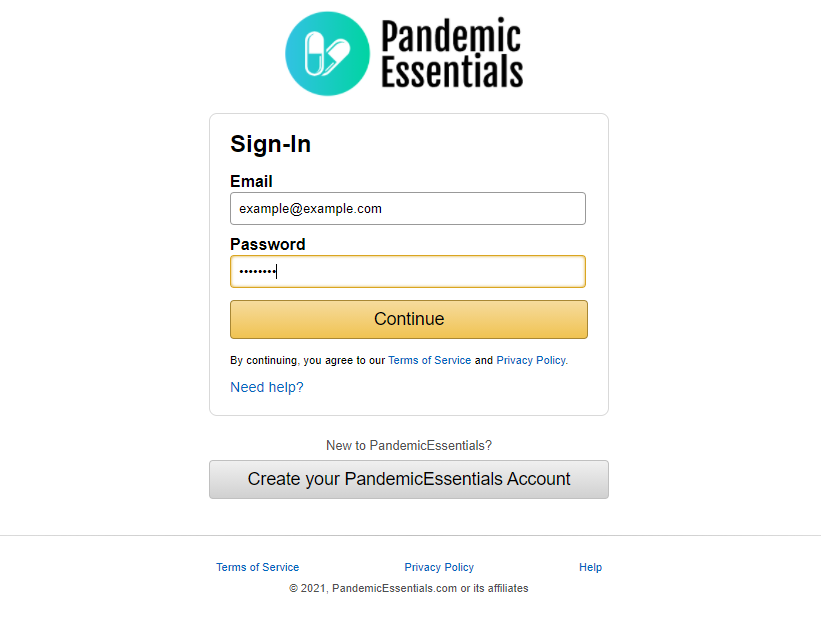 Pandemic
Essentials
Sign-In
Email
example@example.com
Password
••••••••
Continue
By continuing, you agree to our Terms of Service and Privacy Policy.
Need help?
New to PandemicEssentials?
Create your PandemicEssentials Account
Terms of Service Privacy Policy Help
© 2021, PandemicEssentials.com or its affiliates